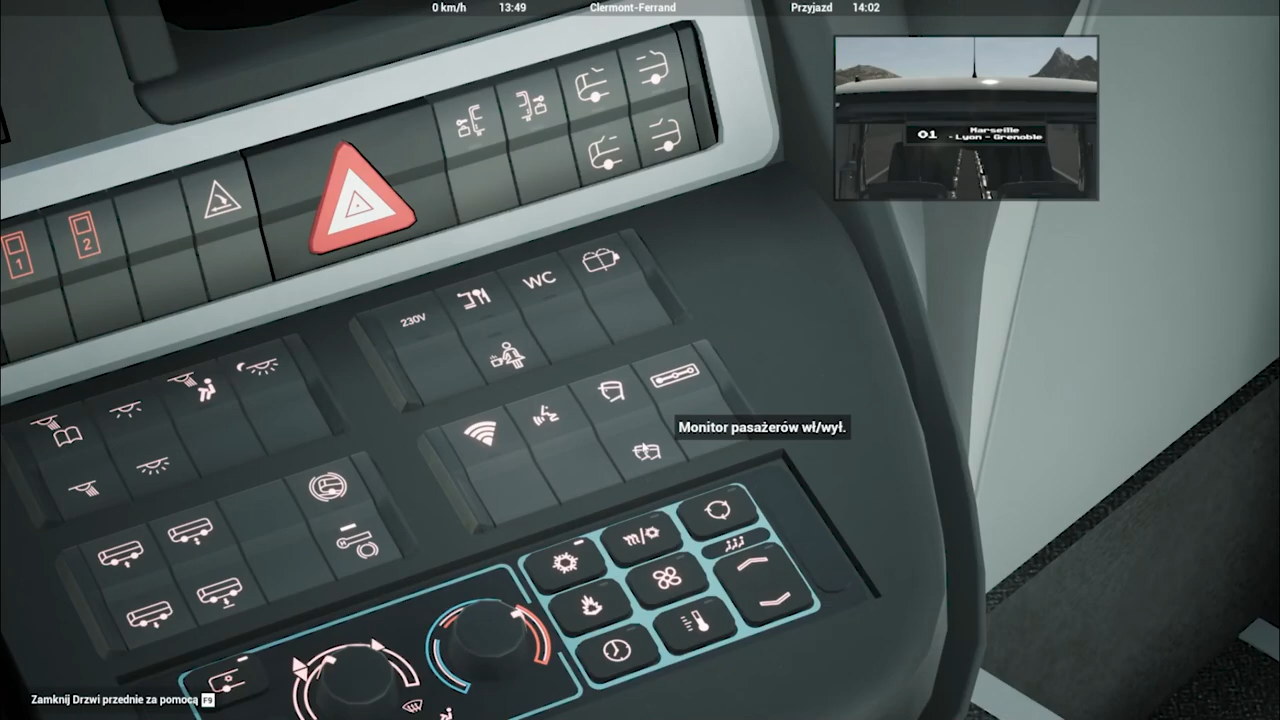 0 km/h 13:49 Clermont-Ferrand Przyjazd 14:02
01 Marseille
- Lyon - Grenoble
2
1
WC
230V
Monitor pasażerów wł/wył.
Zamknij Drzwi przednie za pomocą F9